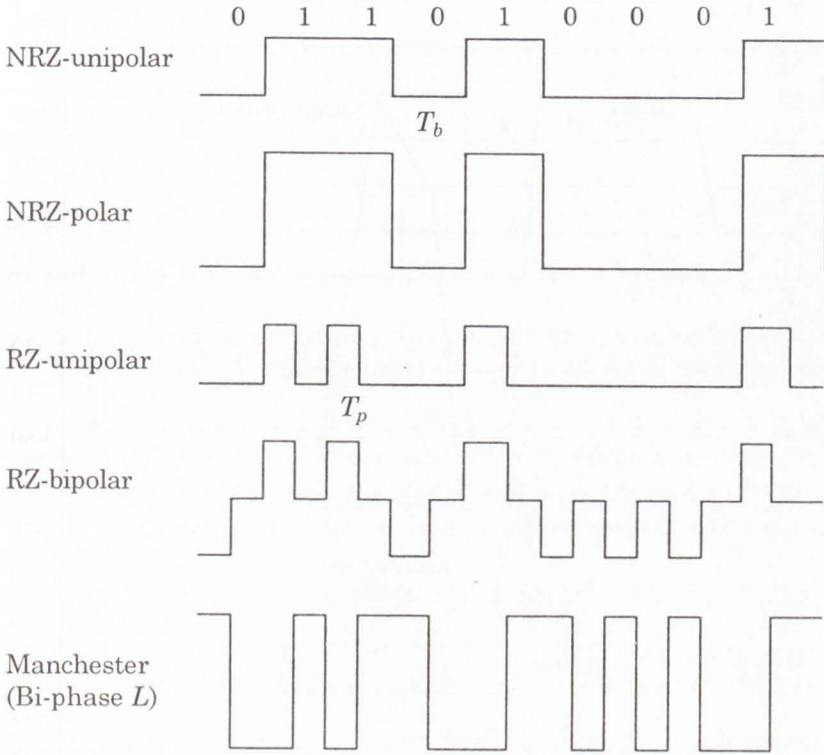 0 1 1 0 1 0 0 0 1
NRZ-unipolar
T_b
NRZ-polar
RZ-unipolar
T_p
RZ-bipolar
Manchester
(Bi-phase L)